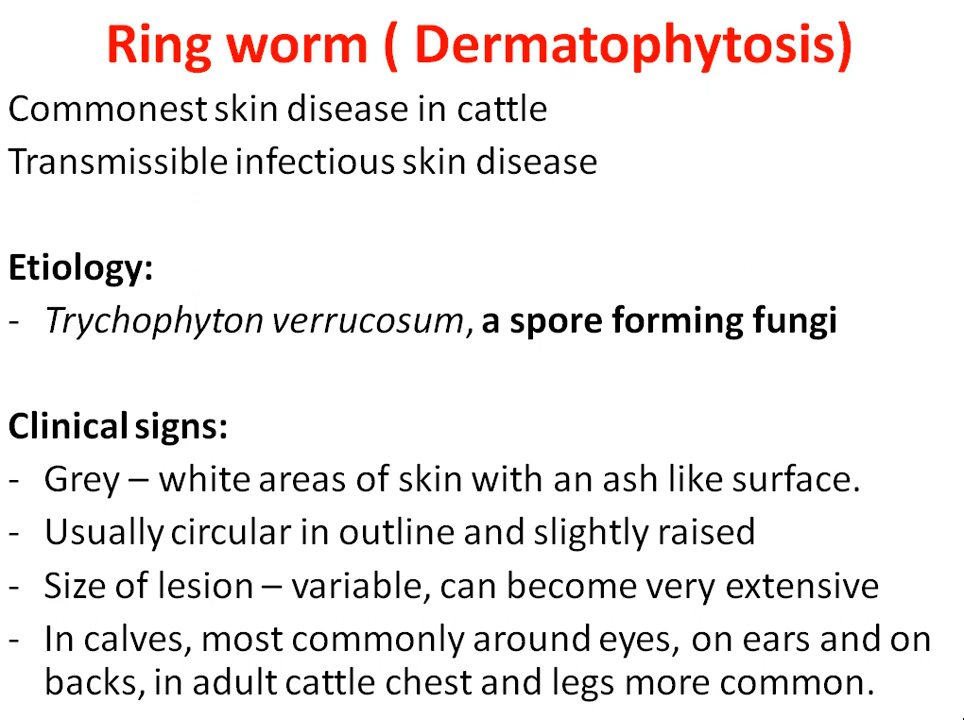 Ring worm ( Dermatophytosis)
Commonest skin disease in cattle
Transmissible infectious skin disease
Etiology:
- Trychophyton verrucosum, a spore forming fungi
Clinical signs:
- Grey – white areas of skin with an ash like surface.
- Usually circular in outline and slightly raised
- Size of lesion – variable, can become very extensive
- In calves, most commonly around eyes, on ears and on
backs, in adult cattle chest and legs more common.